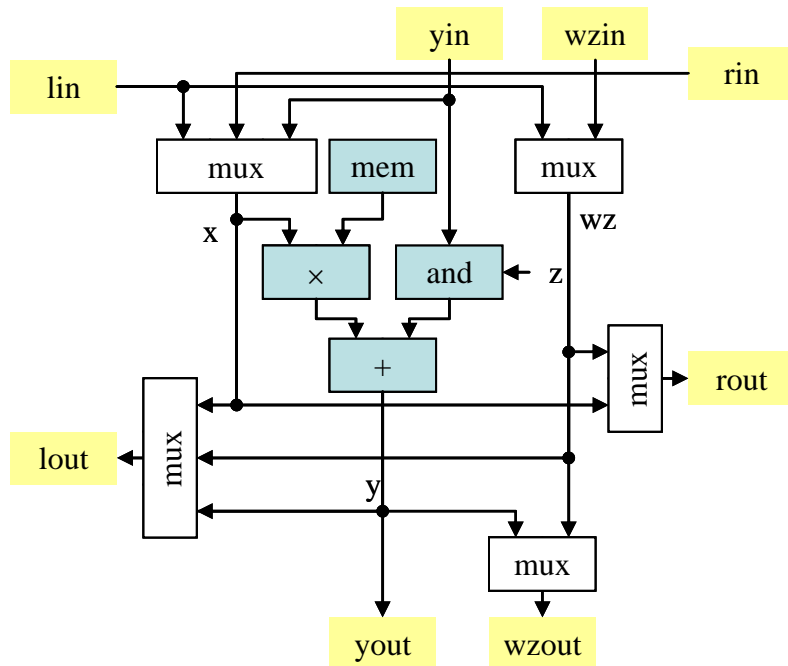 yin
wzin
lin
rin
mux
mem
mux
x
wz
×
and
z
+
mux
rout
mux
lout
y
mux
yout
wzout